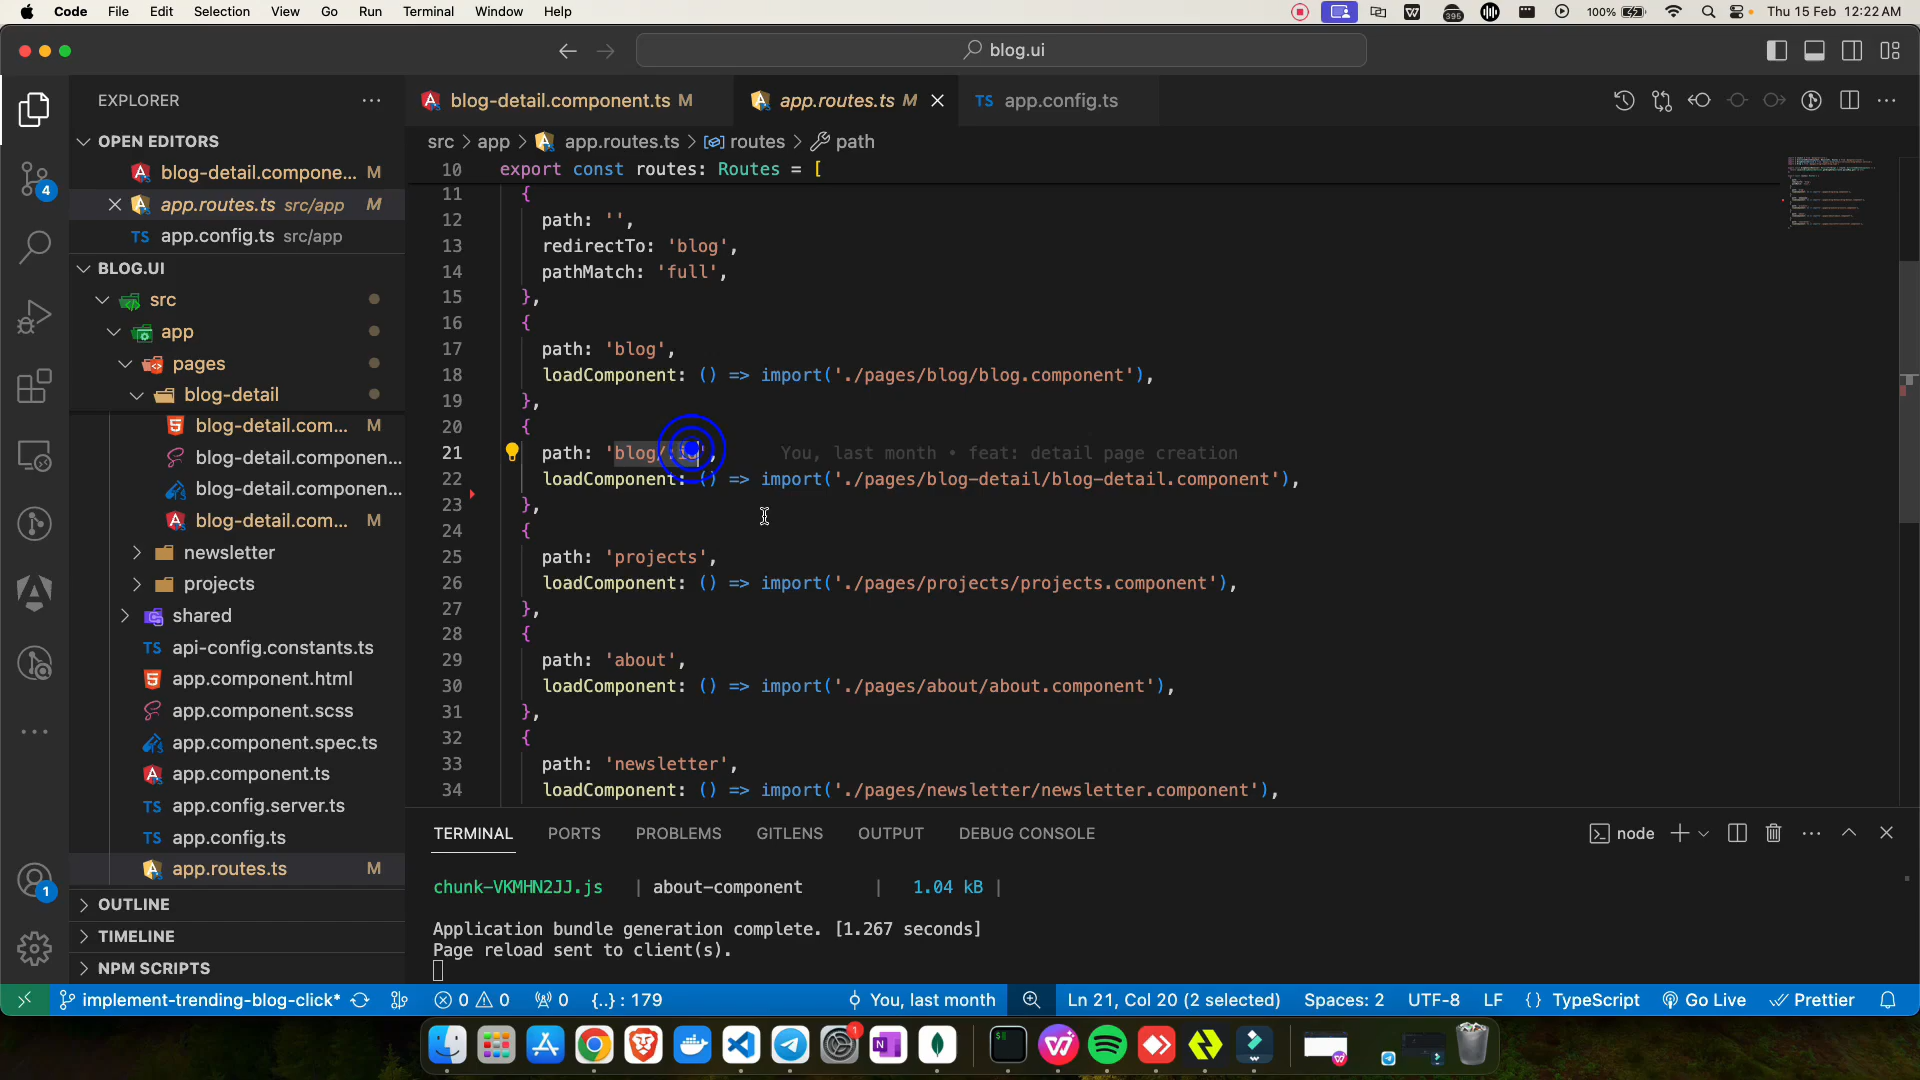 Code File Edit Selection View Go Run Terminal Window Help 395 100% Thu 15 Feb 12:22 AM
blog.ui
EXPLORER
blog-detail.component.ts M app.routes.ts M TS app.config.ts
OPEN EDITORS
src > app > app.routes.ts > routes > path
blog-detail.compone... M
app.routes.ts src/app M
TS app.config.ts src/app
BLOG.UI
src
app
pages
blog-detail
blog-detail.com... M
blog-detail.componen...
blog-detail.componen...
blog-detail.com... M
newsletter
projects
shared
TS api-config.constants.ts
app.component.html
app.component.scss
app.component.spec.ts
app.component.ts
TS app.config.server.ts
TS app.config.ts
app.routes.ts M
OUTLINE
TIMELINE
NPM SCRIPTS
4
1
10 export const routes: Routes = [
11 {
12 path: '',
13 redirectTo: 'blog',
14 pathMatch: 'full',
15 },
16 {
17 path: 'blog',
18 loadComponent: () => import('./pages/blog/blog.component'),
19 },
20 {
21 path: 'blog/:id', You, last month • feat: detail page creation
22 loadComponent: () => import('./pages/blog-detail/blog-detail.component'),
23 },
24 {
25 path: 'projects',
26 loadComponent: () => import('./pages/projects/projects.component'),
27 },
28 {
29 path: 'about',
30 loadComponent: () => import('./pages/about/about.component'),
31 },
32 {
33 path: 'newsletter',
34 loadComponent: () => import('./pages/newsletter/newsletter.component'),
TERMINAL PORTS PROBLEMS GITLENS OUTPUT DEBUG CONSOLE node
chunk-VKMHN2JJ.js | about-component | 1.04 kB |
Application bundle generation complete. [1.267 seconds]
Page reload sent to client(s).
implement-trending-blog-click* 0 0 0 {..} : 179 You, last month Ln 21, Col 20 (2 selected) Spaces: 2 UTF-8 LF {} TypeScript Go Live Prettier
1